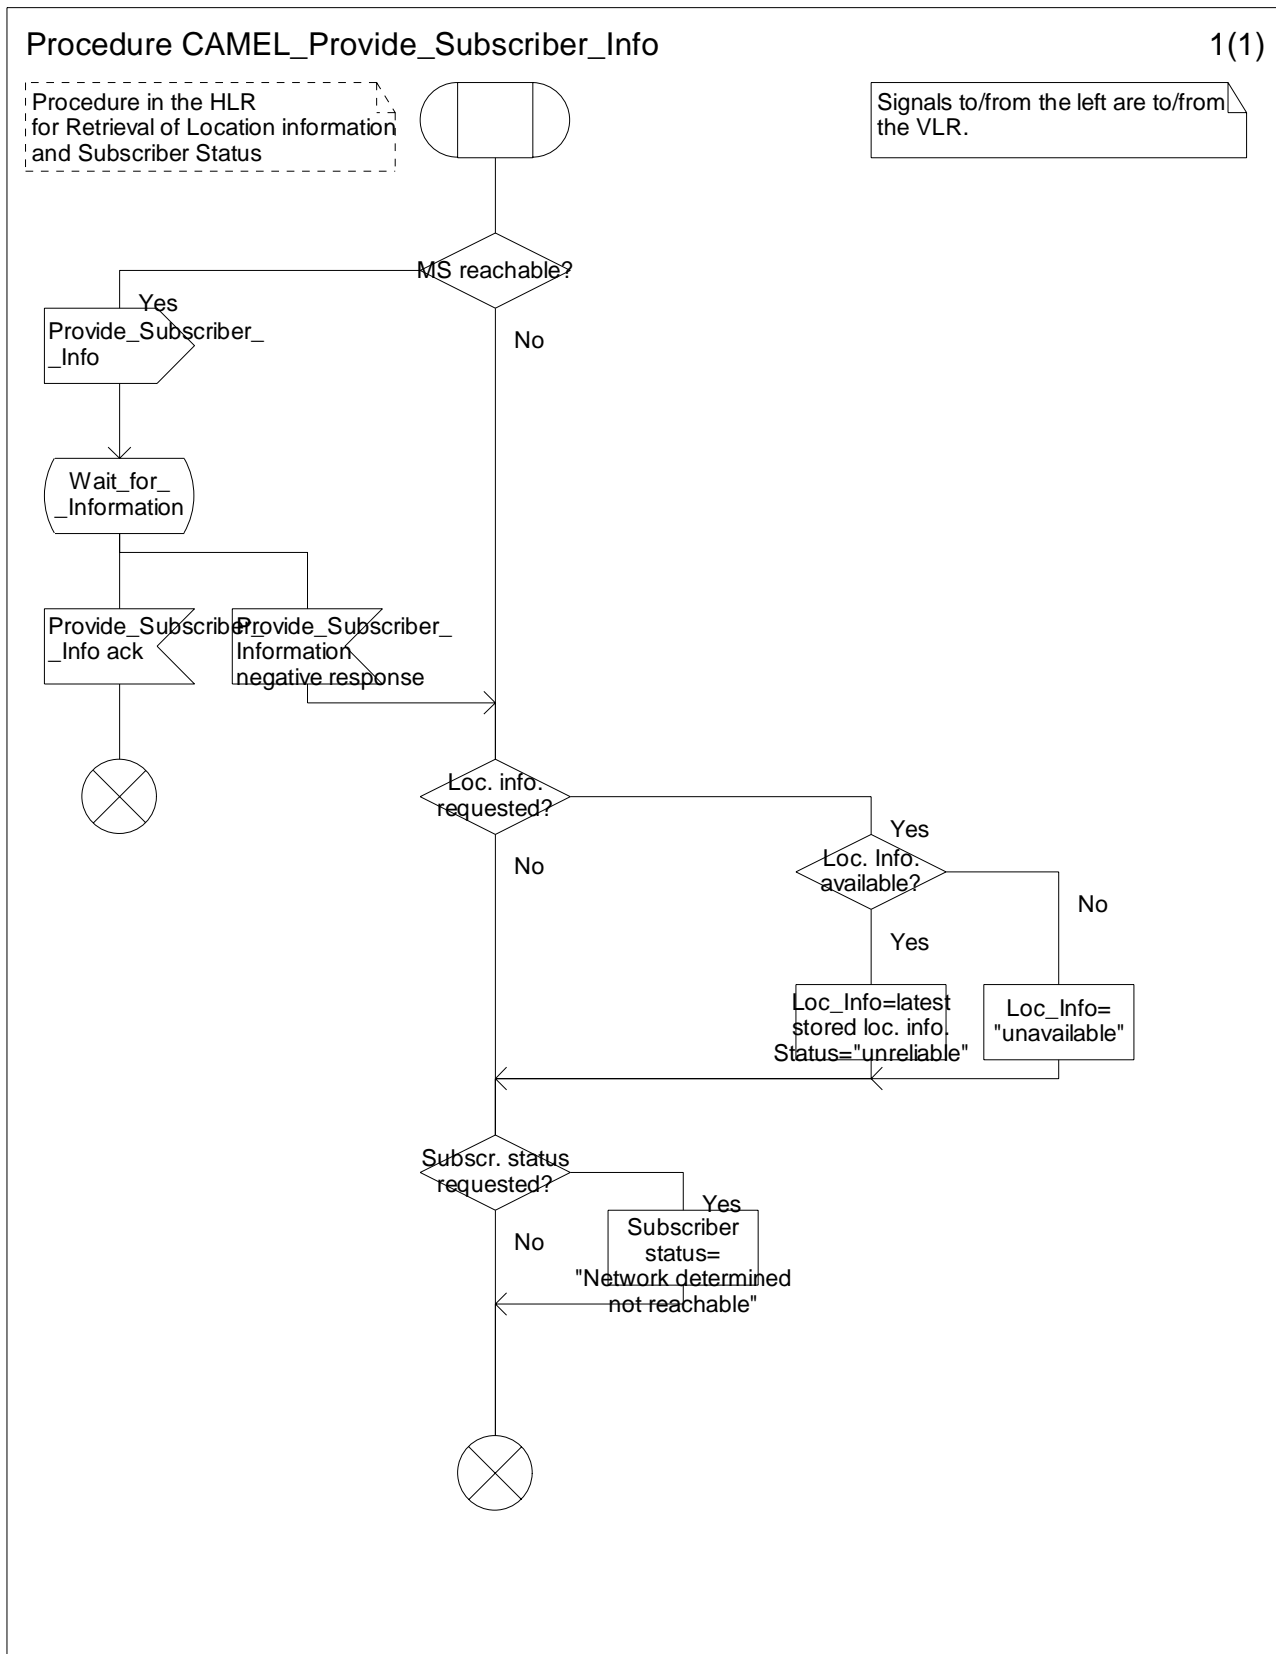 Procedure CAMEL_Provide_Subscriber_Info
1(1)
Procedure in the HLR
for Retrieval of Location information
and Subscriber Status
Signals to/from the left are to/from
the VLR.
MS reachable?
Yes
No
Provide_Subscriber_
_Info
Wait_for_
_Information
Provide_Subscriber_
_Info ack
Provide_Subscriber_
Information
negative response
Loc. info.
requested?
Yes
No
Loc. Info.
available?
No
Yes
Loc_Info=latest
stored loc. info.
Status="unreliable"
Loc_Info=
"unavailable"
Subscr. status
requested?
Yes
No
Subscriber
status=
"Network determined
not reachable"